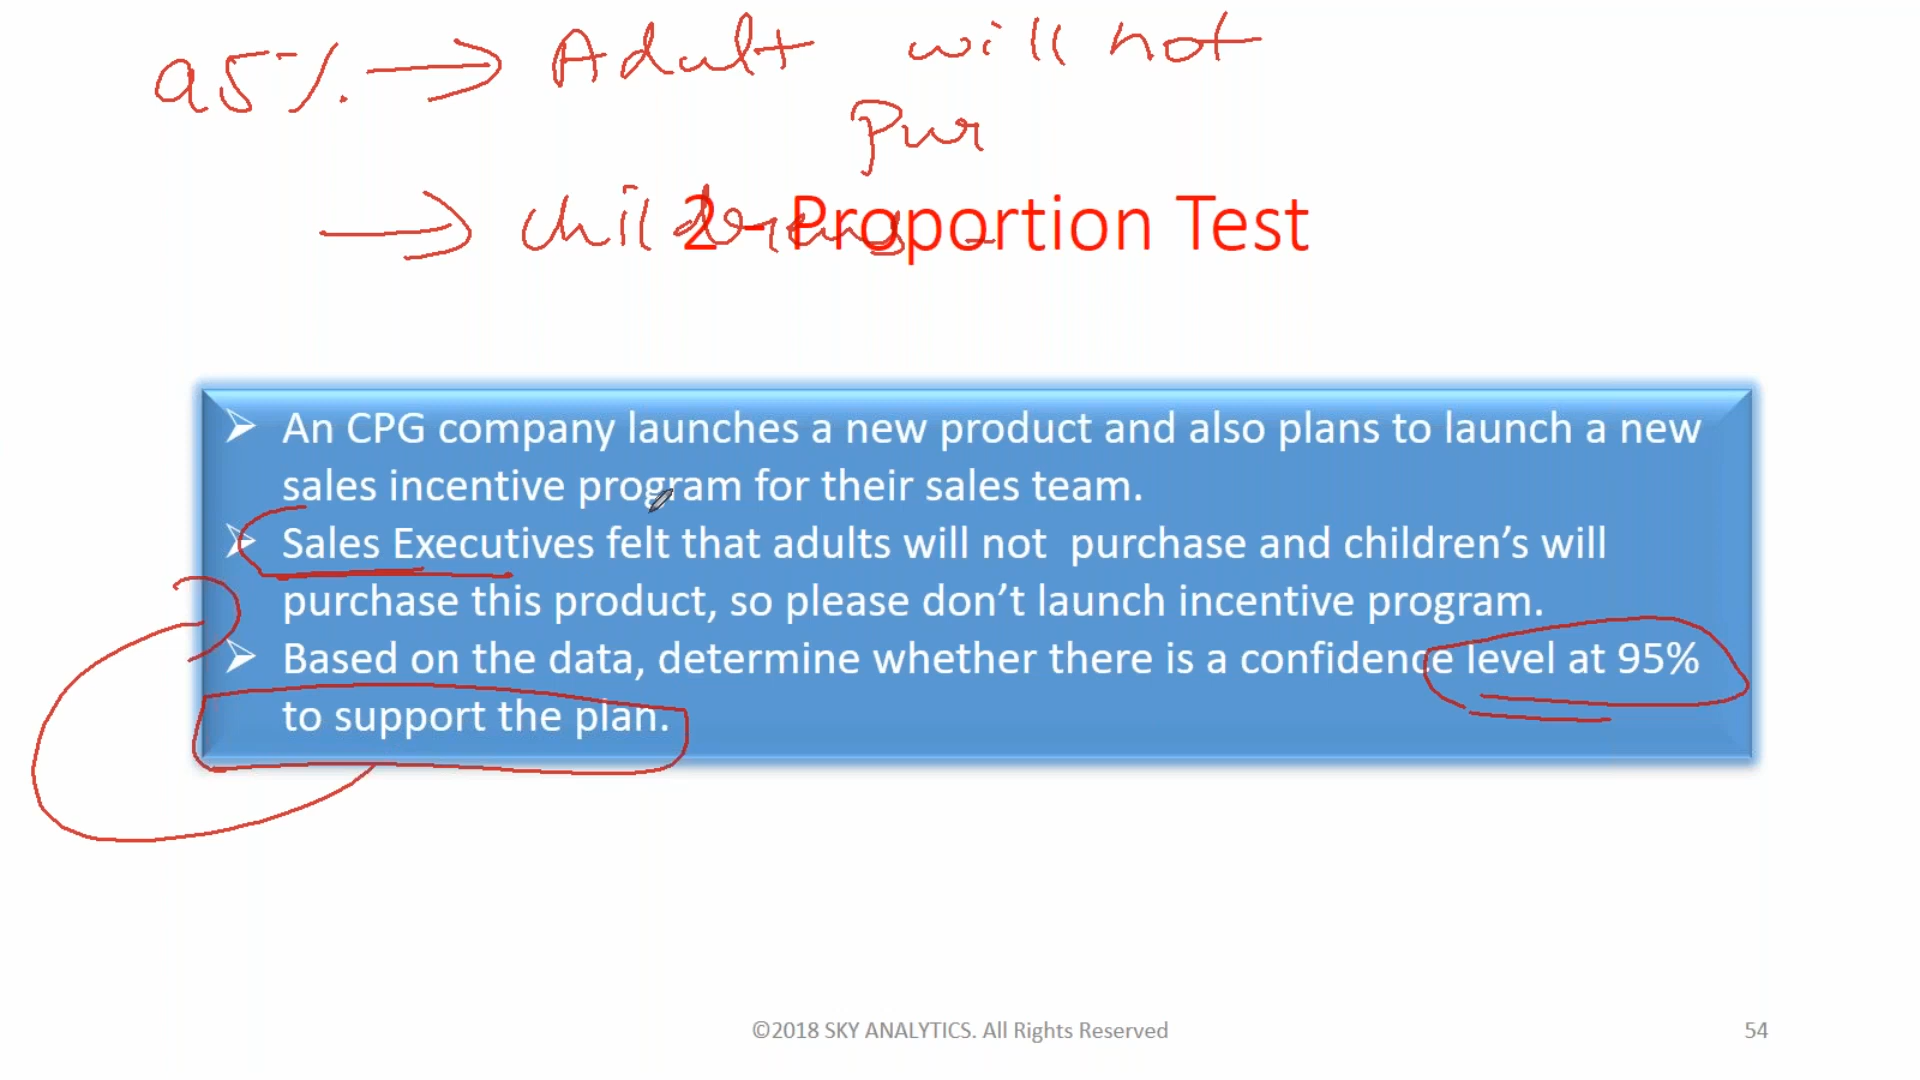 95% → Adult will not
Pur
→ childrens -
2 - Proportion Test
➢ An CPG company launches a new product and also plans to launch a new
sales incentive program for their sales team.
➢ Sales Executives felt that adults will not purchase and children’s will
purchase this product, so please don’t launch incentive program.
➢ Based on the data, determine whether there is a confidence level at 95%
to support the plan.
©2018 SKY ANALYTICS. All Rights Reserved
54